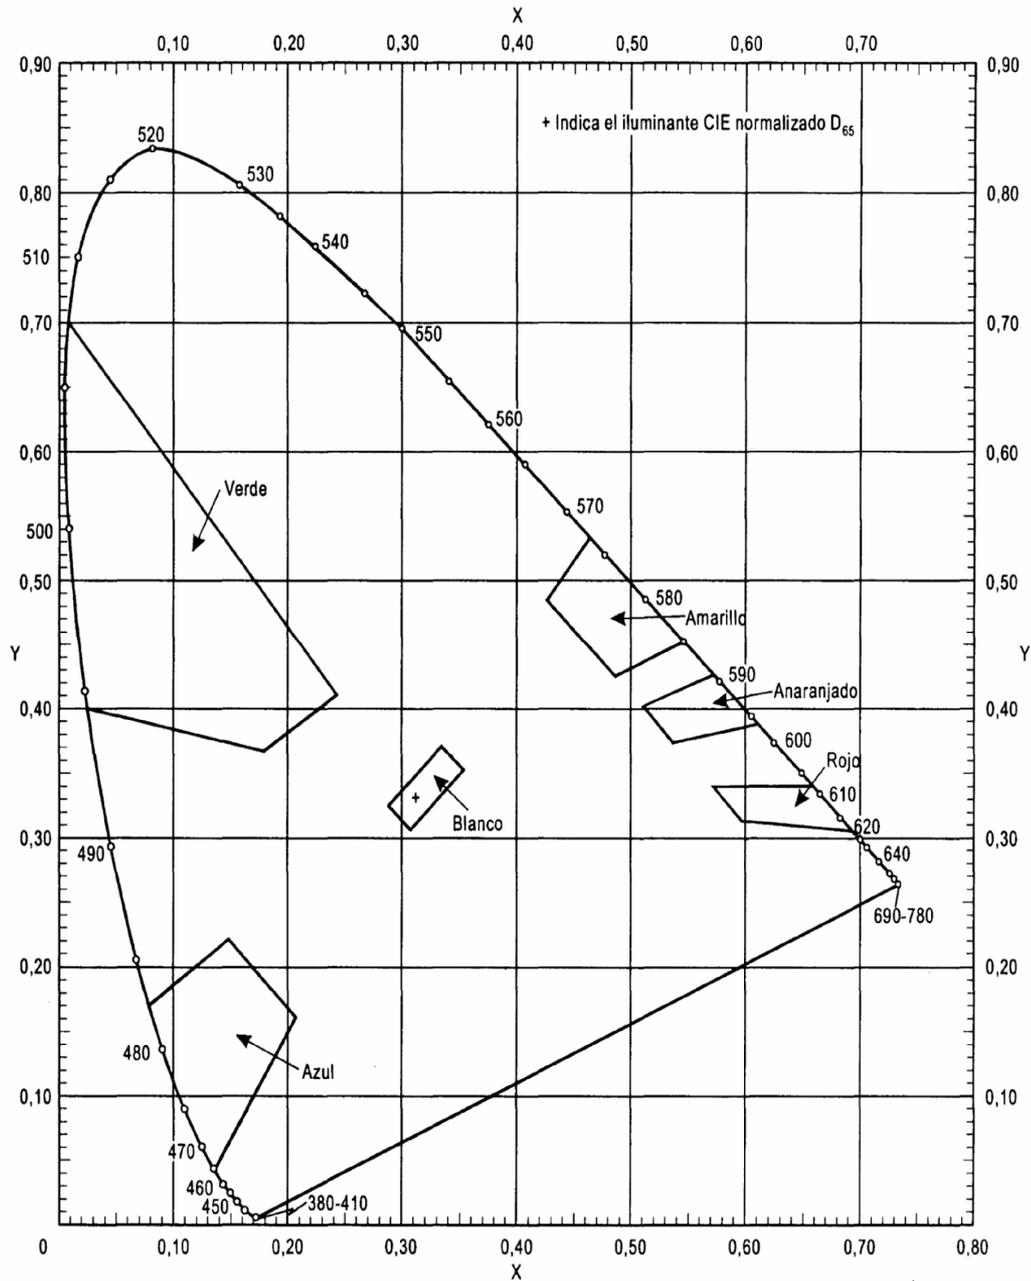 X
0,10 0,20 0,30 0,40 0,50 0,60 0,70
0,90 0,90
+ Indica el iluminante CIE normalizado D65
520
530
0,80 0,80
540
510
0,70 0,70
550
560
0,60 0,60
Verde
570
500
0,50 0,50
580
Amarillo
Y Y
590
Anaranjado
0,40 0,40
600
Rojo
610
Blanco
620
0,30 0,30
490
640
690-780
0,20 0,20
480
Azul
0,10 0,10
470
460
450
380-410
0 0,10 0,20 0,30 0,40 0,50 0,60 0,70 0,80
X